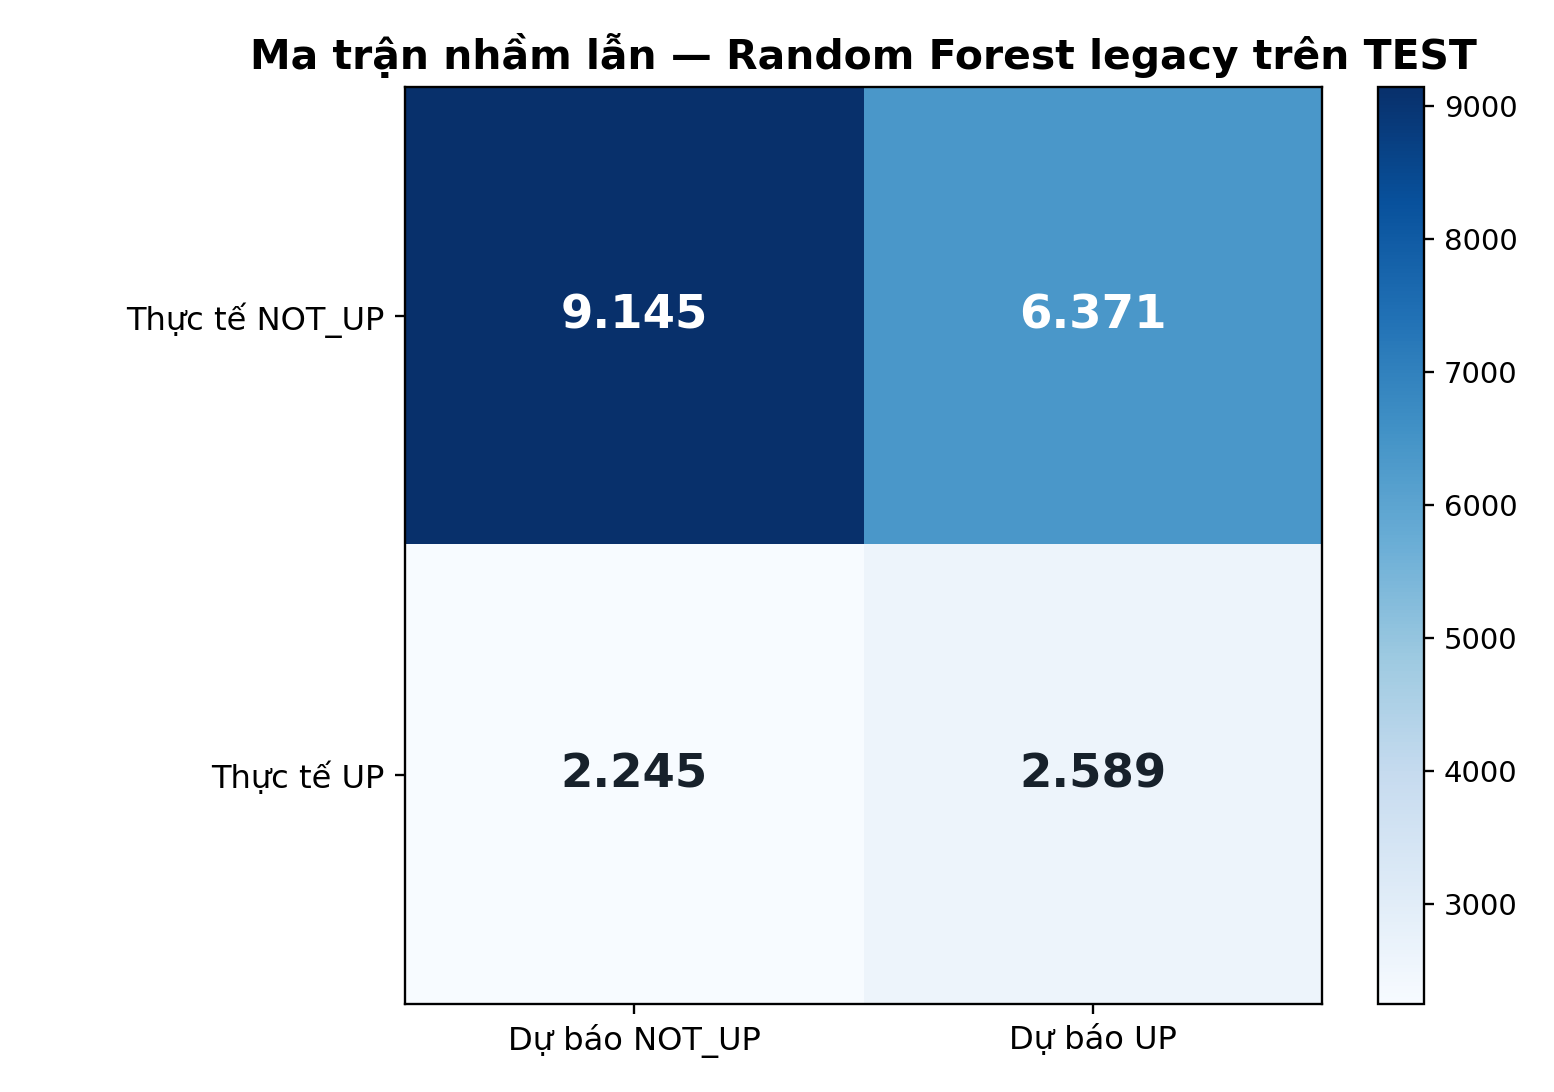 Ma trận nhầm lẫn — Random Forest legacy trên TEST
Thực tế NOT_UP
9.145
6.371
Thực tế UP
2.245
2.589
Dự báo NOT_UP
Dự báo UP
9000
8000
7000
6000
5000
4000
3000